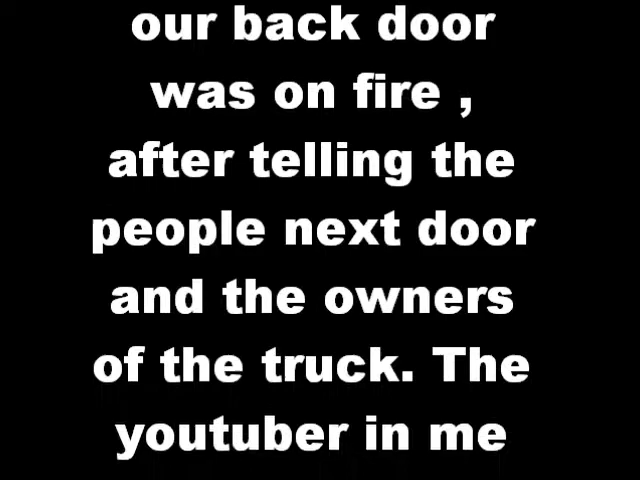 our back door
was on fire ,
after telling the
people next door
and the owners
of the truck. The
youtuber in me